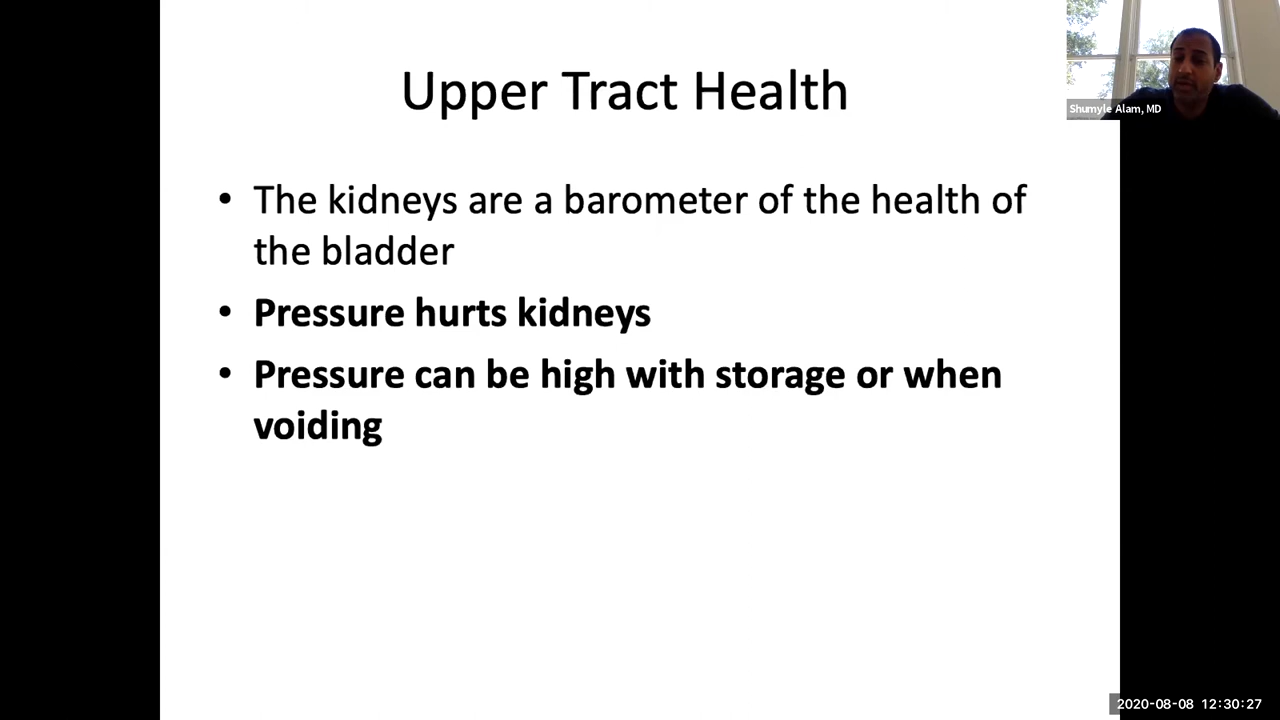 Upper Tract Health
Shumyle Alam, MD
• The kidneys are a barometer of the health of
the bladder
• Pressure hurts kidneys
• Pressure can be high with storage or when
voiding
2020-08-08 12:30:27